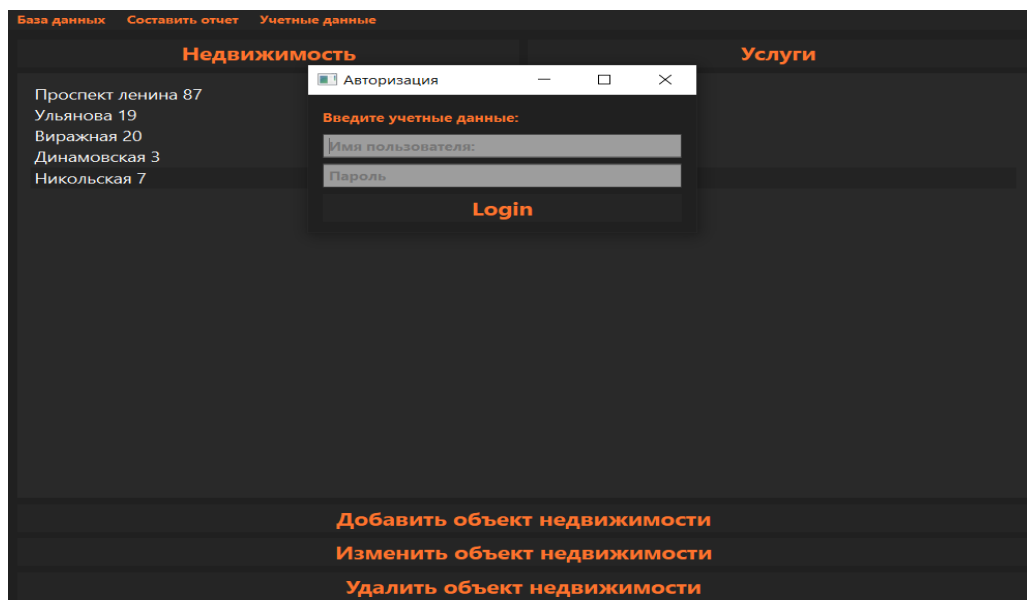 База данных Составить отчет Учетные данные
Недвижимость Услуги
Авторизация
Проспект ленина 87
Ульянова 19
Виражная 20
Динамовская 3
Никольская 7
Введите учетные данные:
Имя пользователя:
Пароль
Login
Добавить объект недвижимости
Изменить объект недвижимости
Удалить объект недвижимости